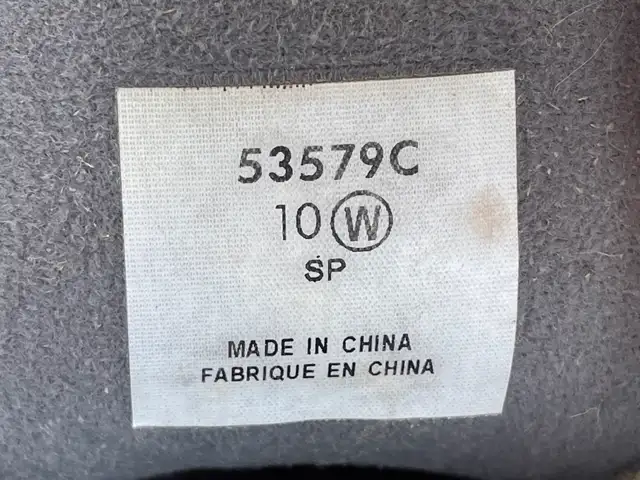 53579C
10 Ⓦ
SP
MADE IN CHINA
FABRIQUE EN CHINA